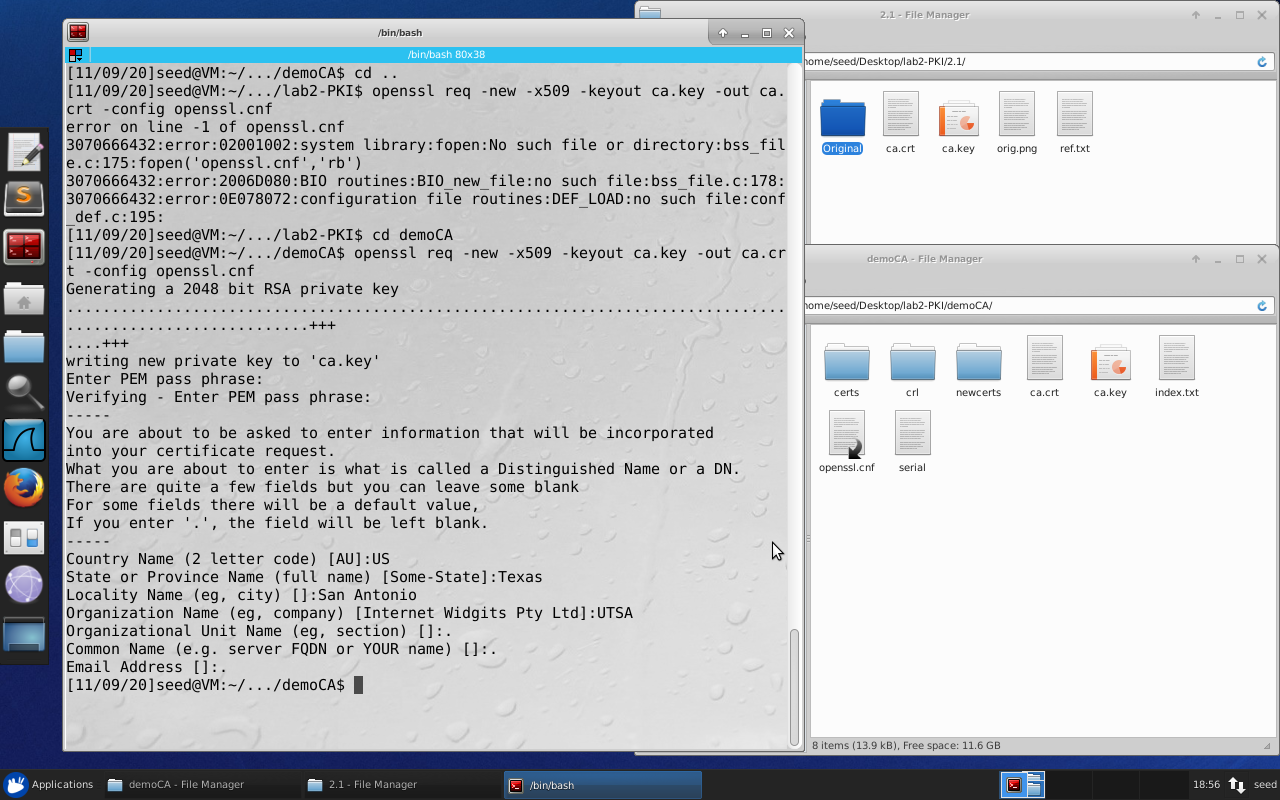 /bin/bash
/bin/bash 80x38
[11/09/20]seed@VM:~/.../demoCA$ cd ..
[11/09/20]seed@VM:~/.../lab2-PKI$ openssl req -new -x509 -keyout ca.key -out ca.
crt -config openssl.cnf
error on line -1 of openssl.cnf
3070666432:error:02001002:system library:fopen:No such file or directory:bss_fil
e.c:175:fopen('openssl.cnf','rb')
3070666432:error:2006D080:BIO routines:BIO_new_file:no such file:bss_file.c:178:
3070666432:error:0E078072:configuration file routines:DEF_LOAD:no such file:conf
_def.c:195:
[11/09/20]seed@VM:~/.../lab2-PKI$ cd demoCA
[11/09/20]seed@VM:~/.../demoCA$ openssl req -new -x509 -keyout ca.key -out ca.cr
t -config openssl.cnf
Generating a 2048 bit RSA private key
................................................................................
...........................+++
....+++
writing new private key to 'ca.key'
Enter PEM pass phrase:
Verifying - Enter PEM pass phrase:
-----
You are about to be asked to enter information that will be incorporated
into your certificate request.
What you are about to enter is what is called a Distinguished Name or a DN.
There are quite a few fields but you can leave some blank
For some fields there will be a default value,
If you enter '.', the field will be left blank.
-----
Country Name (2 letter code) [AU]:US
State or Province Name (full name) [Some-State]:Texas
Locality Name (eg, city) []:San Antonio
Organization Name (eg, company) [Internet Widgits Pty Ltd]:UTSA
Organizational Unit Name (eg, section) []:.
Common Name (e.g. server FQDN or YOUR name) []:.
Email Address []:.
[11/09/20]seed@VM:~/.../demoCA$
2.1 - File Manager
home/seed/Desktop/lab2-PKI/2.1/
Original ca.crt ca.key orig.png ref.txt
demoCA - File Manager
home/seed/Desktop/lab2-PKI/demoCA/
certs crl newcerts ca.crt ca.key index.txt
openssl.cnf serial
8 items (13.9 kB), Free space: 11.6 GB
Applications demoCA - File Manager 2.1 - File Manager /bin/bash 18:56 seed